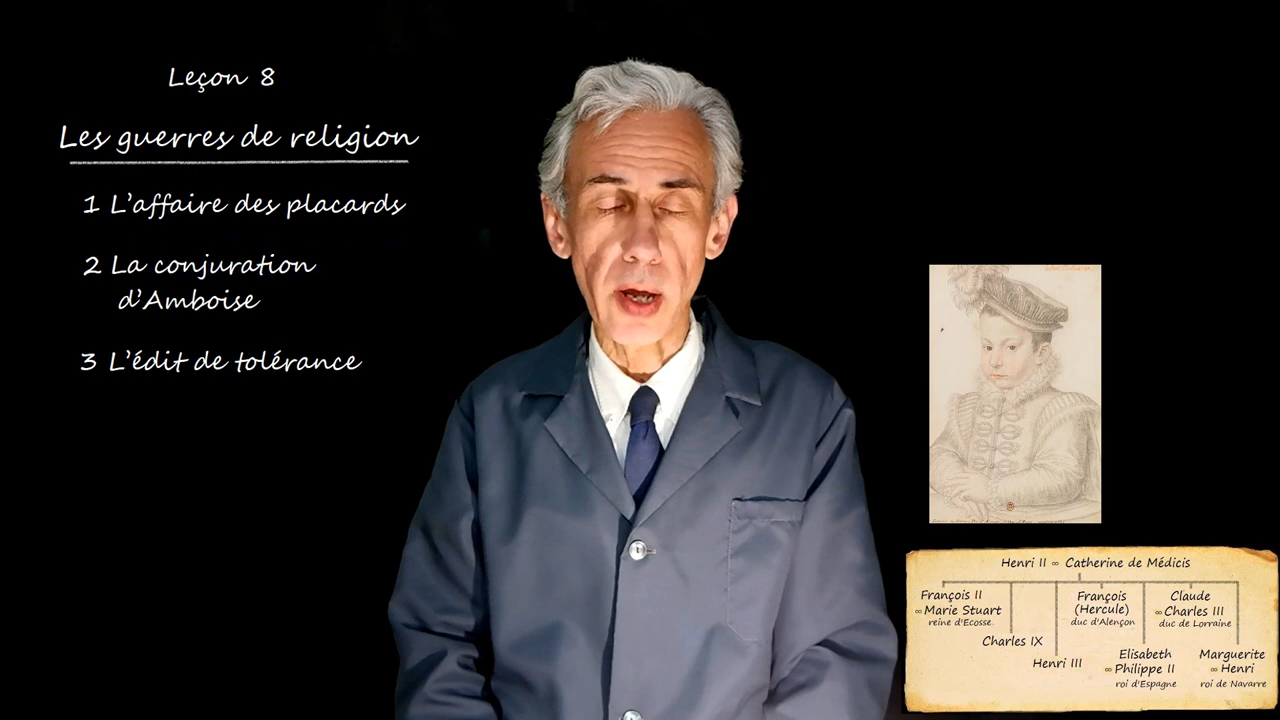 Leçon 8
Les guerres de religion
1 L'affaire des placards
2 La conjuration
d'Amboise
3 L'édit de tolérance
Henri II ∞ Catherine de Médicis
François II
∞ Marie Stuart
reine d'Ecosse
Charles IX
Henri III
François
(Hercule)
duc d'Alençon
Elisabeth
∞ Philippe II
roi d'Espagne
Claude
∞ Charles III
duc de Lorraine
Marguerite
∞ Henri
roi de Navarre